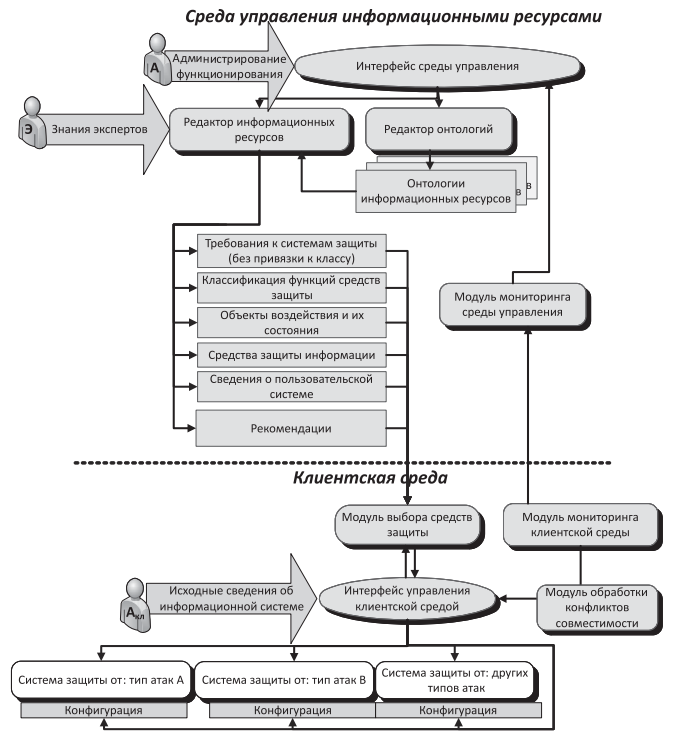 Среда управления информационными ресурсами
А
Администрирование
функционирования
Интерфейс среды управления
Э
Знания экспертов
Редактор информационных
ресурсов
Редактор онтологий
в
в
Онтологии
информационных ресурсов
Требования к системам защиты
(без привязки к классу)
Классификация функций средств
защиты
Объекты воздействия и их
состояния
Средства защиты информации
Сведения о пользовательской
системе
Рекомендации
Модуль мониторинга
среды управления
Клиентская среда
Модуль выбора средств
защиты
Модуль мониторинга
клиентской среды
Акл
Исходные сведения об
информационной системе
Интерфейс управления
клиентской средой
Модуль обработки
конфликтов
совместимости
Система защиты от: тип атак А
Система защиты от: тип атак В
Система защиты от: других
типов атак
Конфигурация
Конфигурация
Конфигурация